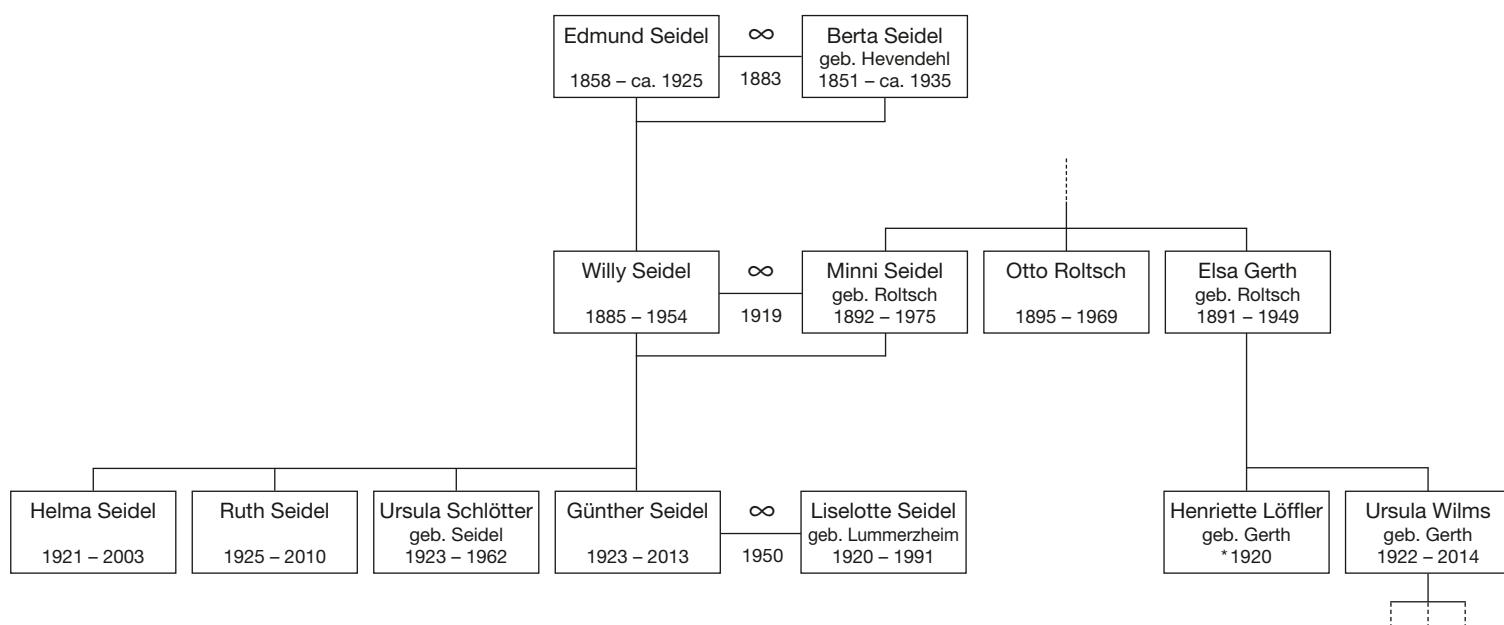 Edmund Seidel
1858 – ca. 1925
∞
1883
Berta Seidel
geb. Hevendehl
1851 – ca. 1935
Willy Seidel
1885 – 1954
∞
1919
Minni Seidel
geb. Roltsch
1892 – 1975
Otto Roltsch
1895 – 1969
Elsa Gerth
geb. Roltsch
1891 – 1949
Helma Seidel
1921 – 2003
Ruth Seidel
1925 – 2010
Ursula Schlötter
geb. Seidel
1923 – 1962
Günther Seidel
1923 – 2013
∞
1950
Liselotte Seidel
geb. Lummerzheim
1920 – 1991
Henriette Löffler
geb. Gerth
*1920
Ursula Wilms
geb. Gerth
1922 – 2014